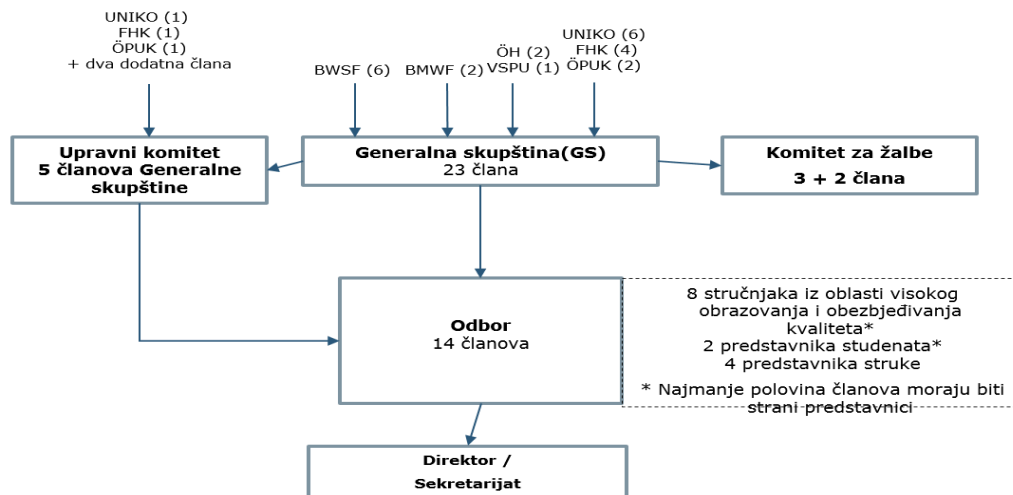 UNIKO (1)
FHK (1)
ÖPUK (1)
+ dva dodatna člana
BWSF (6)
BMWF (2)
ÖH (2)
VSPU (1)
UNIKO (6)
FHK (4)
ÖPUK (2)
Upravni komitet
5 članova Generalne
skupštine
Generalna skupština(GS)
23 člana
Komitet za žalbe
3 + 2 člana
Odbor
14 članova
8 stručnjaka iz oblasti visokog
obrazovanja i obezbjeđivanja
kvaliteta*
2 predstavnika studenata*
4 predstavnika struke
* Najmanje polovina članova moraju biti
strani predstavnici
Direktor /
Sekretarijat